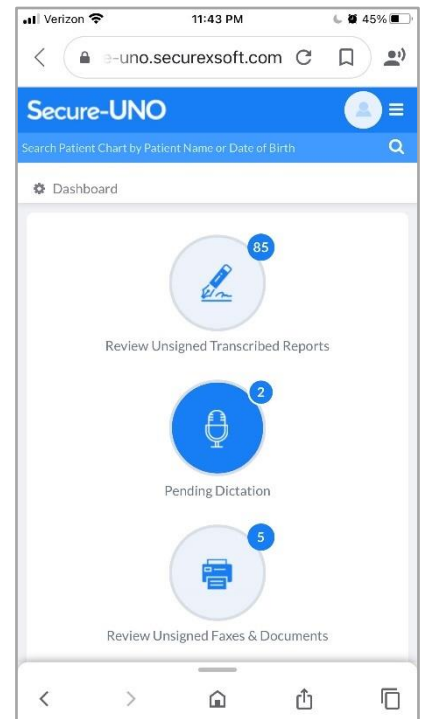 Verizon 11:43 PM 45%
e-uno.securexsoft.com
Secure-UNO
Search Patient Chart by Patient Name or Date of Birth
Dashboard
85
Review Unsigned Transcribed Reports
2
Pending Dictation
5
Review Unsigned Faxes & Documents